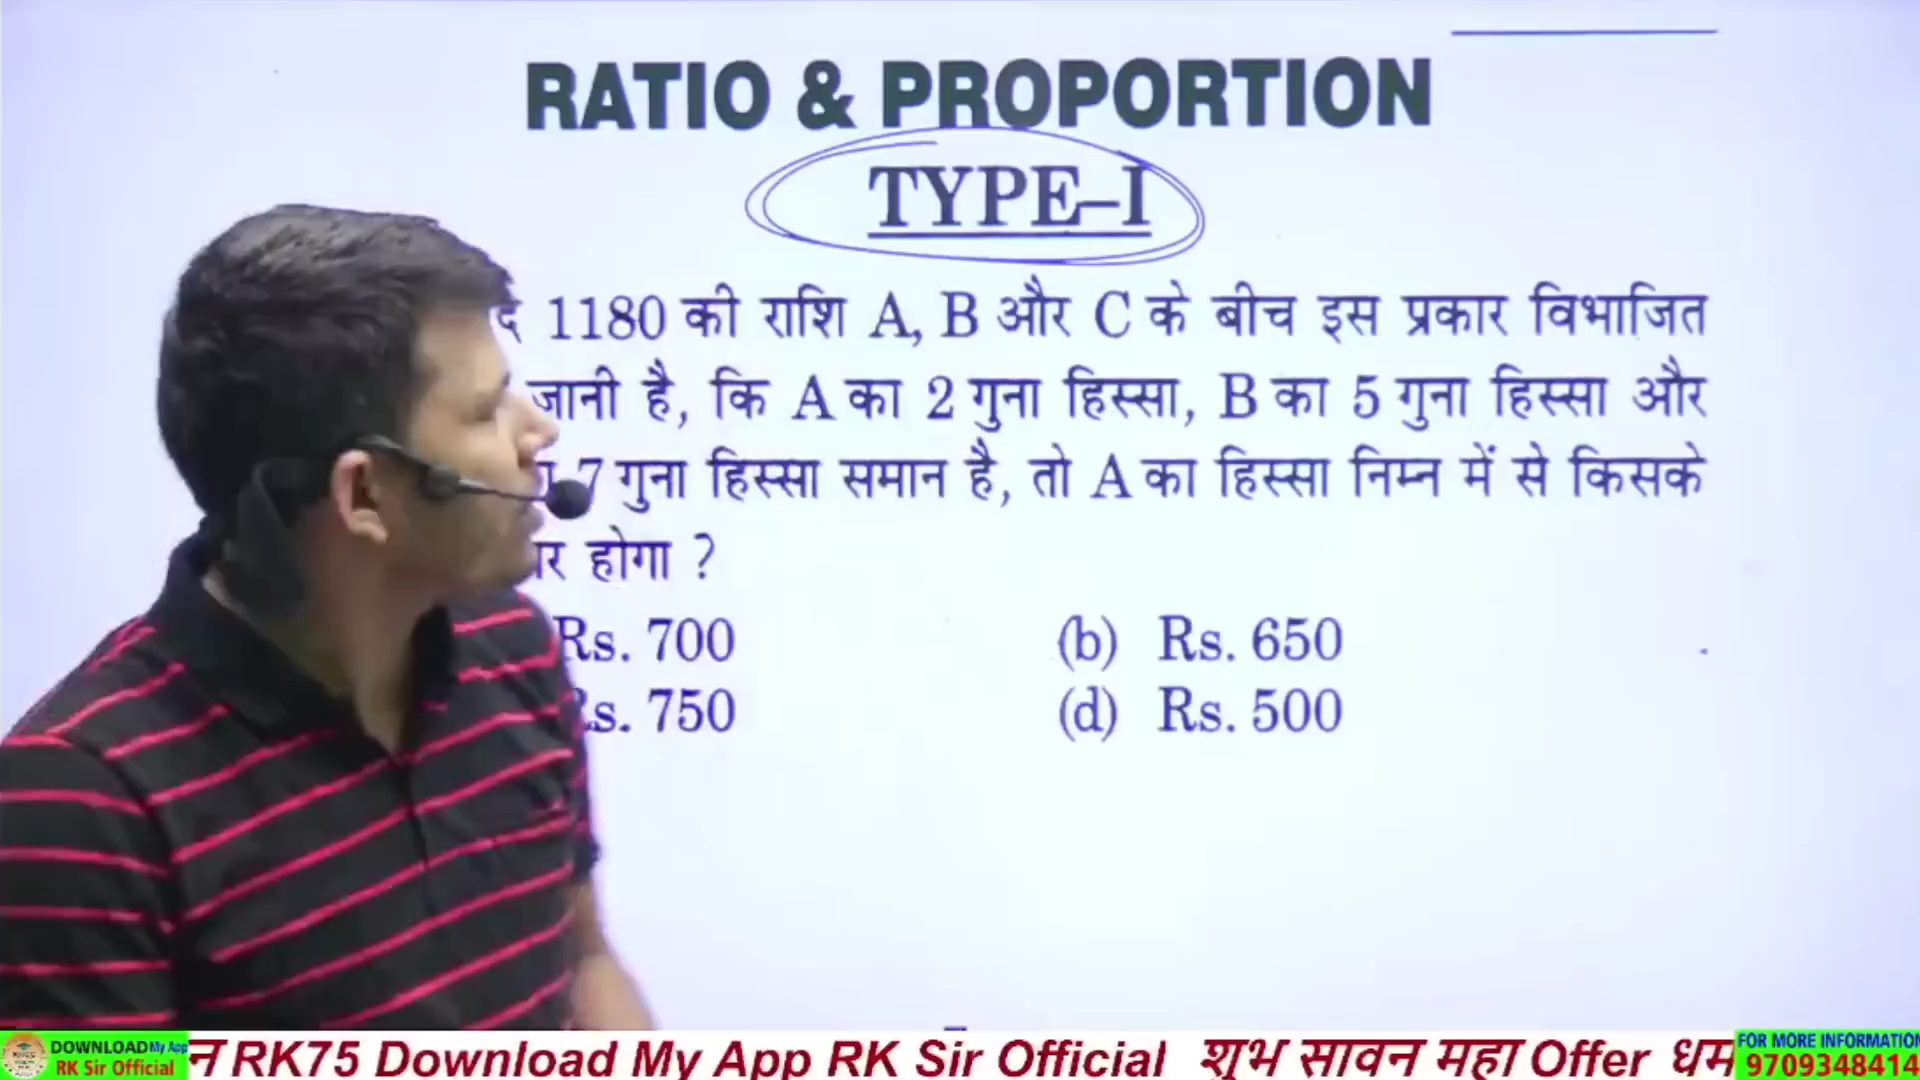 RATIO & PROPORTION
TYPE–I
1180 की राशि A, B और C के बीच इस प्रकार विभाजित
जानी है, कि A का 2 गुना हिस्सा, B का 5 गुना हिस्सा और
7 गुना हिस्सा समान है, तो A का हिस्सा निम्न में से किसके
होगा ?
Rs. 700 (b) Rs. 650
Rs. 750 (d) Rs. 500
DOWNLOAD My App
RK Sir Official
न RK75 Download My App RK Sir Official शुभ सावन महा Offer धम
FOR MORE INFORMATION
9709348414